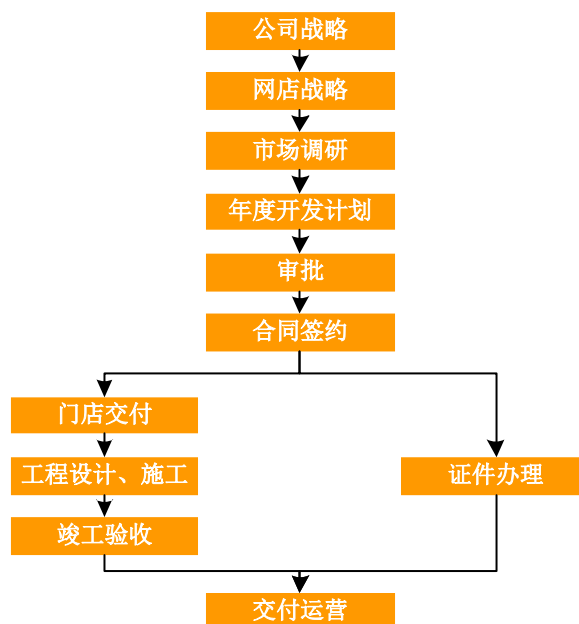 公司战略
网店战略
市场调研
年度开发计划
审批
合同签约
门店交付
工程设计、施工
证件办理
竣工验收
交付运营